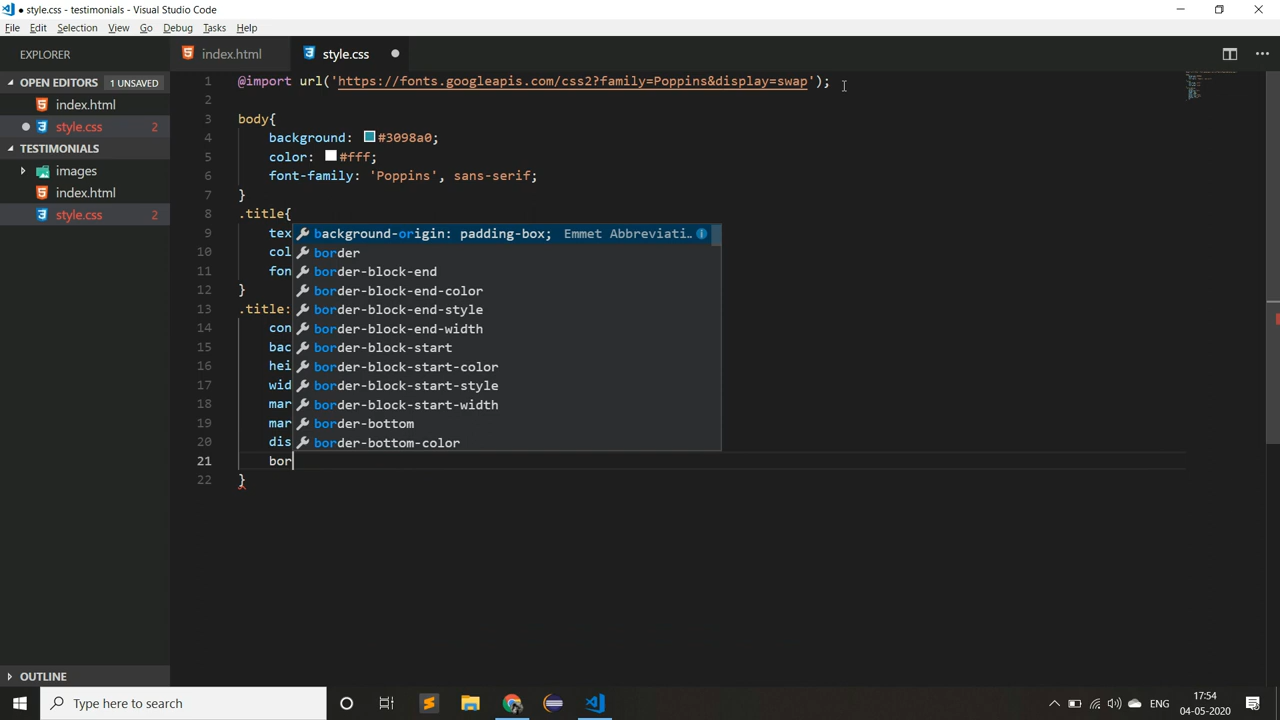 style.css - testimonials - Visual Studio Code
File Edit Selection View Go Debug Tasks Help
EXPLORER
index.html
style.css
OPEN EDITORS 1 UNSAVED
index.html
style.css 2
TESTIMONIALS
images
index.html
style.css 2
OUTLINE
1 @import url('https://fonts.googleapis.com/css2?family=Poppins&display=swap');
2
3 body{
4 background: #3098a0;
5 color: #fff;
6 font-family: 'Poppins', sans-serif;
7 }
8 .title{
9 tex
10 col
11 fon
12 }
13 .title:
14 con
15 bac
16 hei
17 wid
18 mar
19 mar
20 dis
21 bor
22 }
background-origin: padding-box; Emmet Abbreviati…
border
border-block-end
border-block-end-color
border-block-end-style
border-block-end-width
border-block-start
border-block-start-color
border-block-start-style
border-block-start-width
border-bottom
border-bottom-color
Type here to search
ENG
17:54
04-05-2020